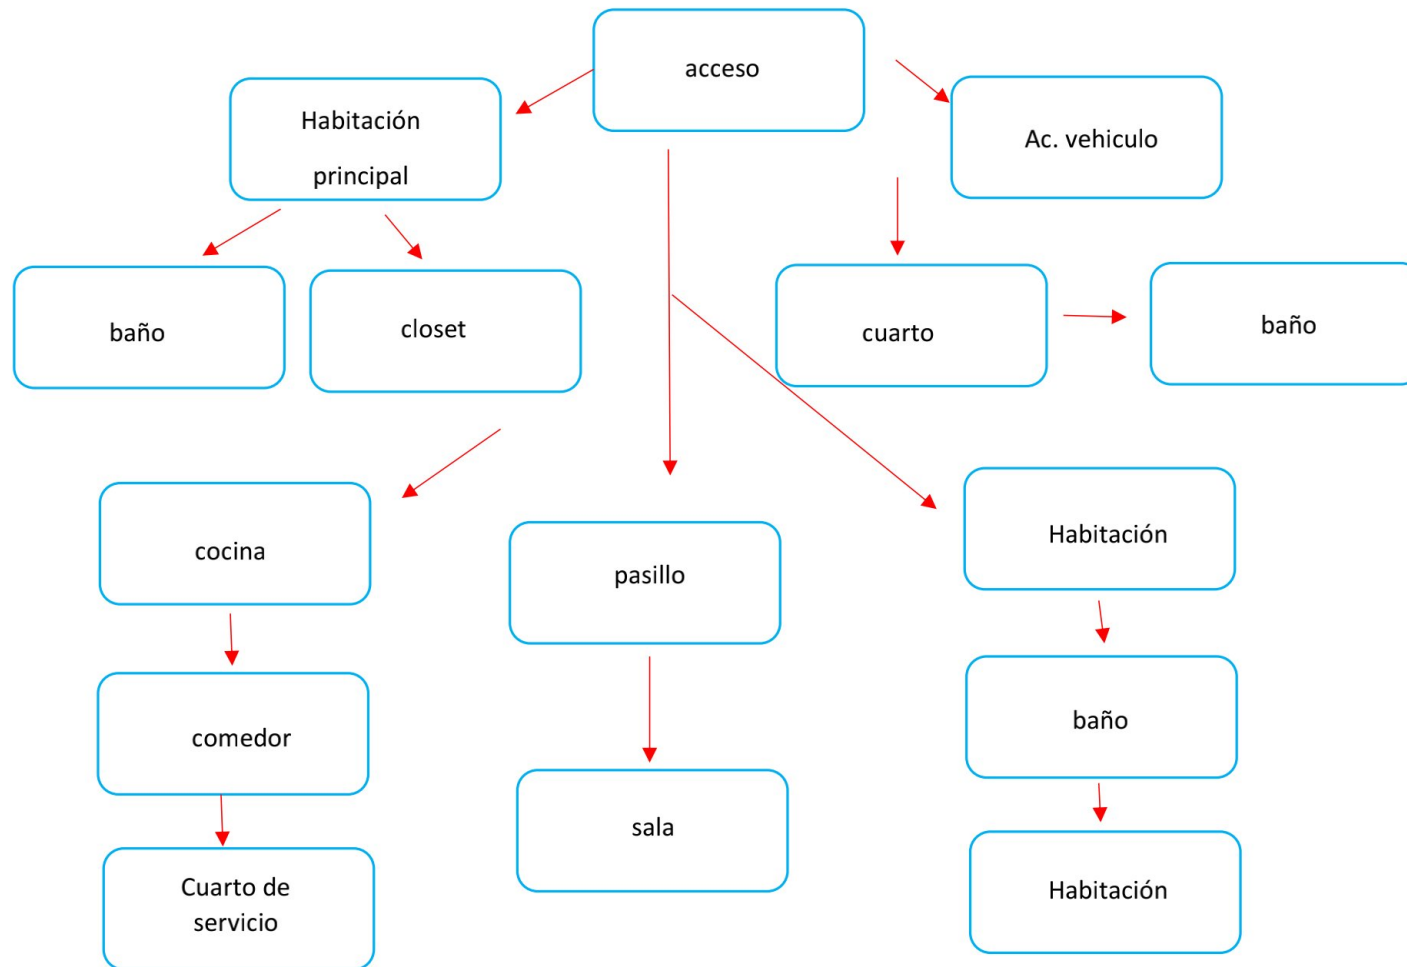 acceso
Habitación
principal
Ac. vehiculo
baño
closet
cuarto
baño
cocina
pasillo
Habitación
comedor
baño
sala
Cuarto de
servicio
Habitación